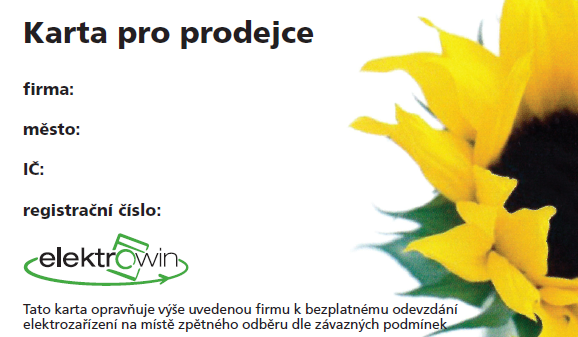 Karta pro prodejce
firma:
město:
IČ:
registrační číslo:
elektrowin
Tato karta opravňuje výše uvedenou firmu k bezplatnému odevzdání
elektrozařízení na místě zpětného odběru dle závazných podmínek